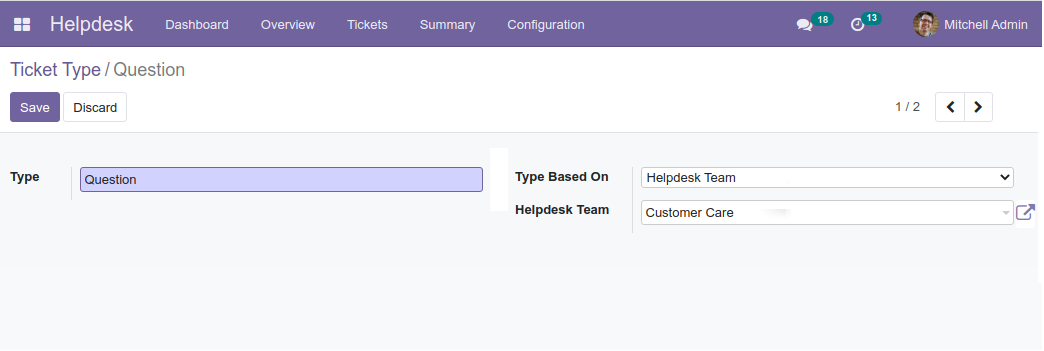 Helpdesk Dashboard Overview Tickets Summary Configuration 18 13 Mitchell Admin
Ticket Type / Question
Save Discard 1 / 2
Type Question Type Based On Helpdesk Team
Helpdesk Team Customer Care